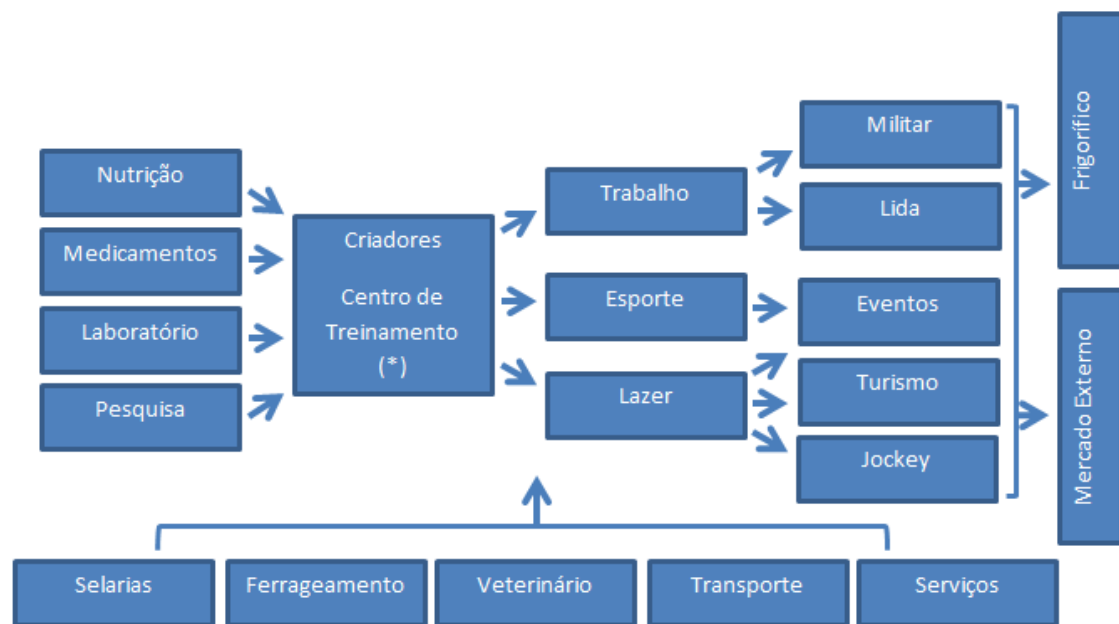 Nutrição
Medicamentos
Laboratório
Pesquisa
Criadores
Centro de
Treinamento
(*)
Trabalho
Esporte
Lazer
Militar
Lida
Eventos
Turismo
Jockey
Frigorífico
Mercado Externo
Selarias
Ferrageamento
Veterinário
Transporte
Serviços